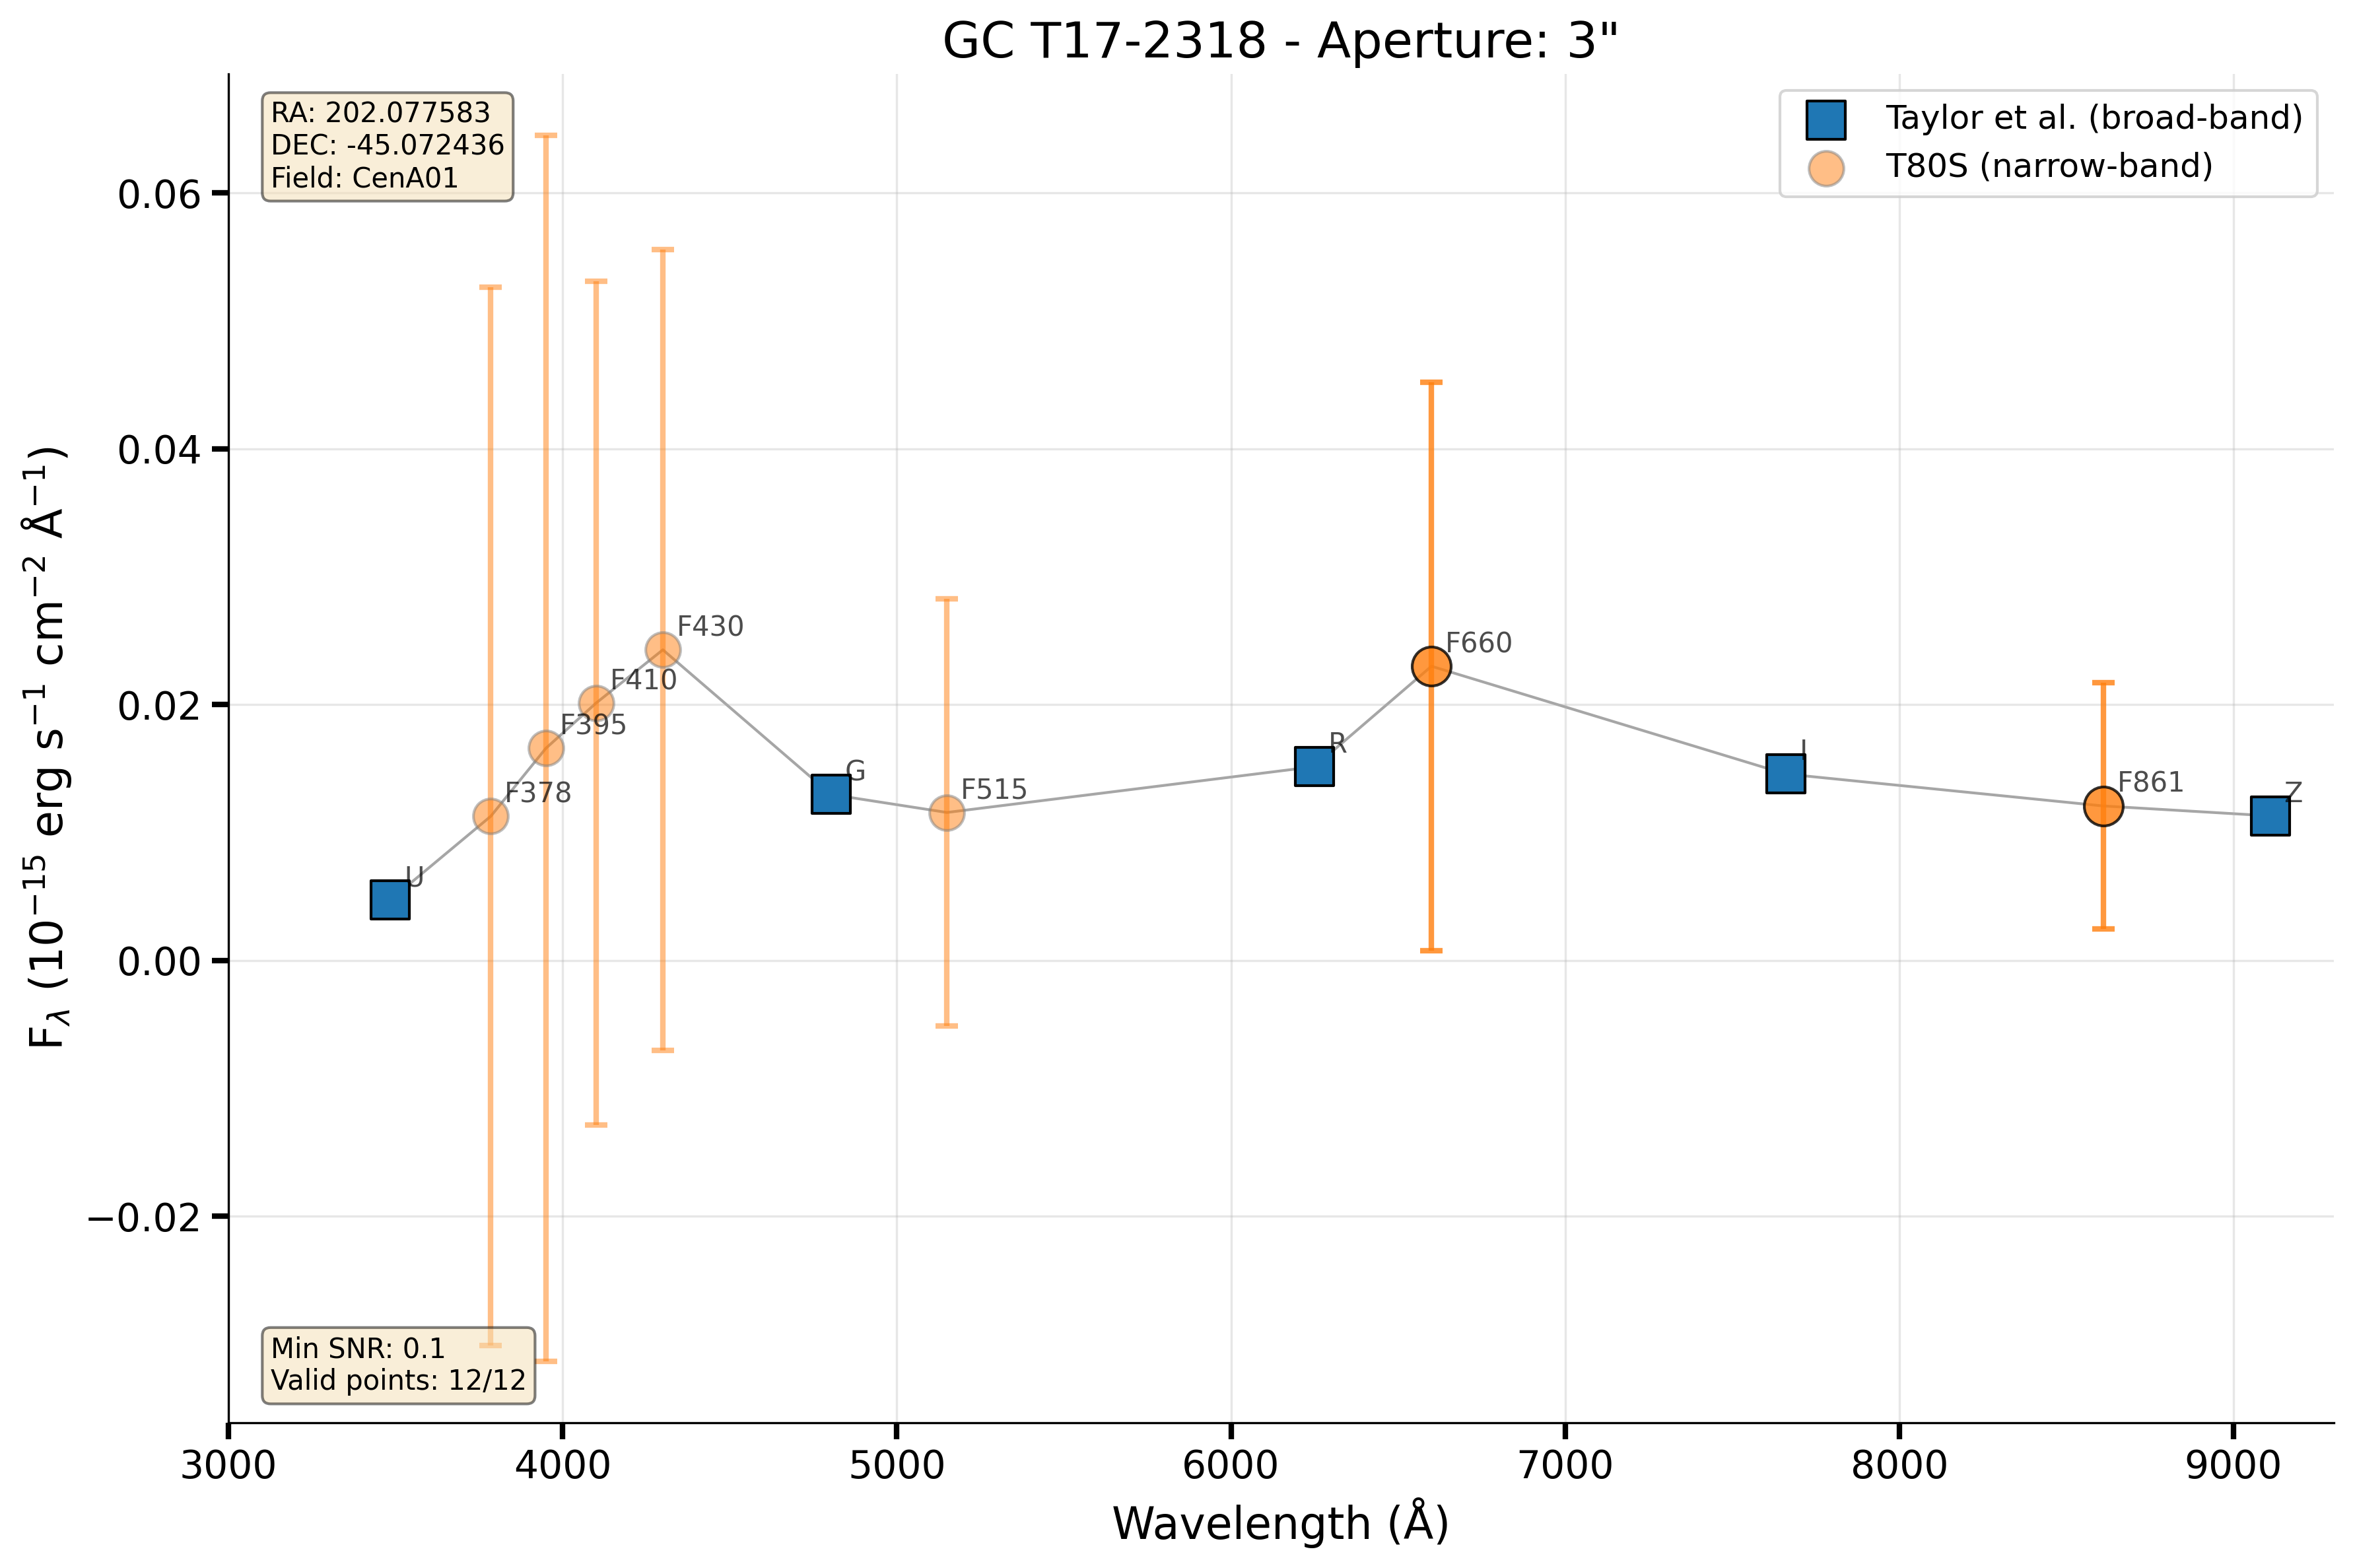 GC T17-2318 - Aperture: 3"
RA: 202.077583
DEC: -45.072436
Field: CenA01
Taylor et al. (broad-band)
T80S (narrow-band)
F_λ (10⁻¹⁵ erg s⁻¹ cm⁻² Å⁻¹)
0.06
0.04
0.02
0.00
−0.02
U
F378
F395
F410
F430
G
F515
R
F660
I
F861
Z
Min SNR: 0.1
Valid points: 12/12
3000 4000 5000 6000 7000 8000 9000
Wavelength (Å)